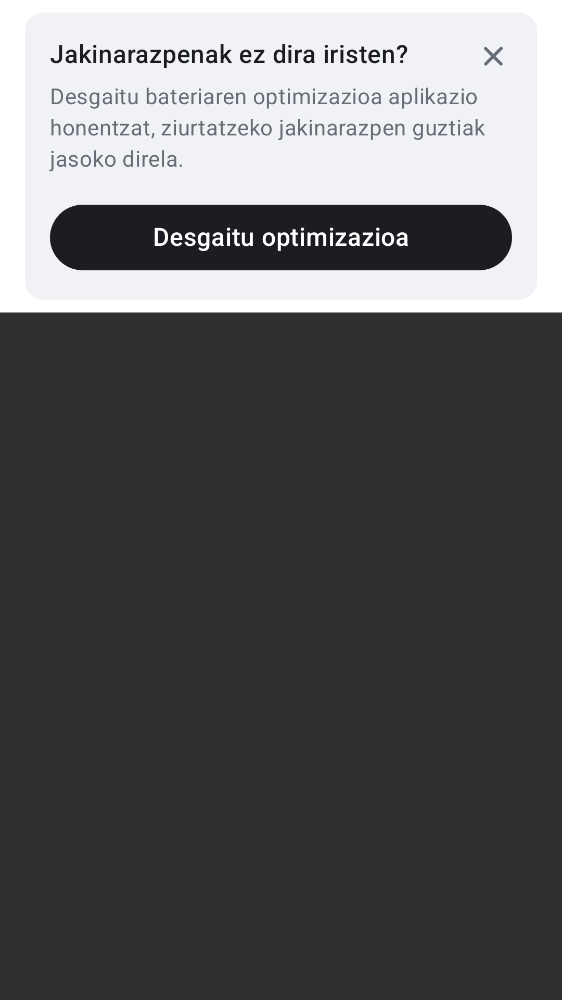 Jakinarazpenak ez dira iristen?
Desgaitu bateriaren optimizazioa aplikazio
honentzat, ziurtatzeko jakinarazpen guztiak
jasoko direla.
Desgaitu optimizazioa